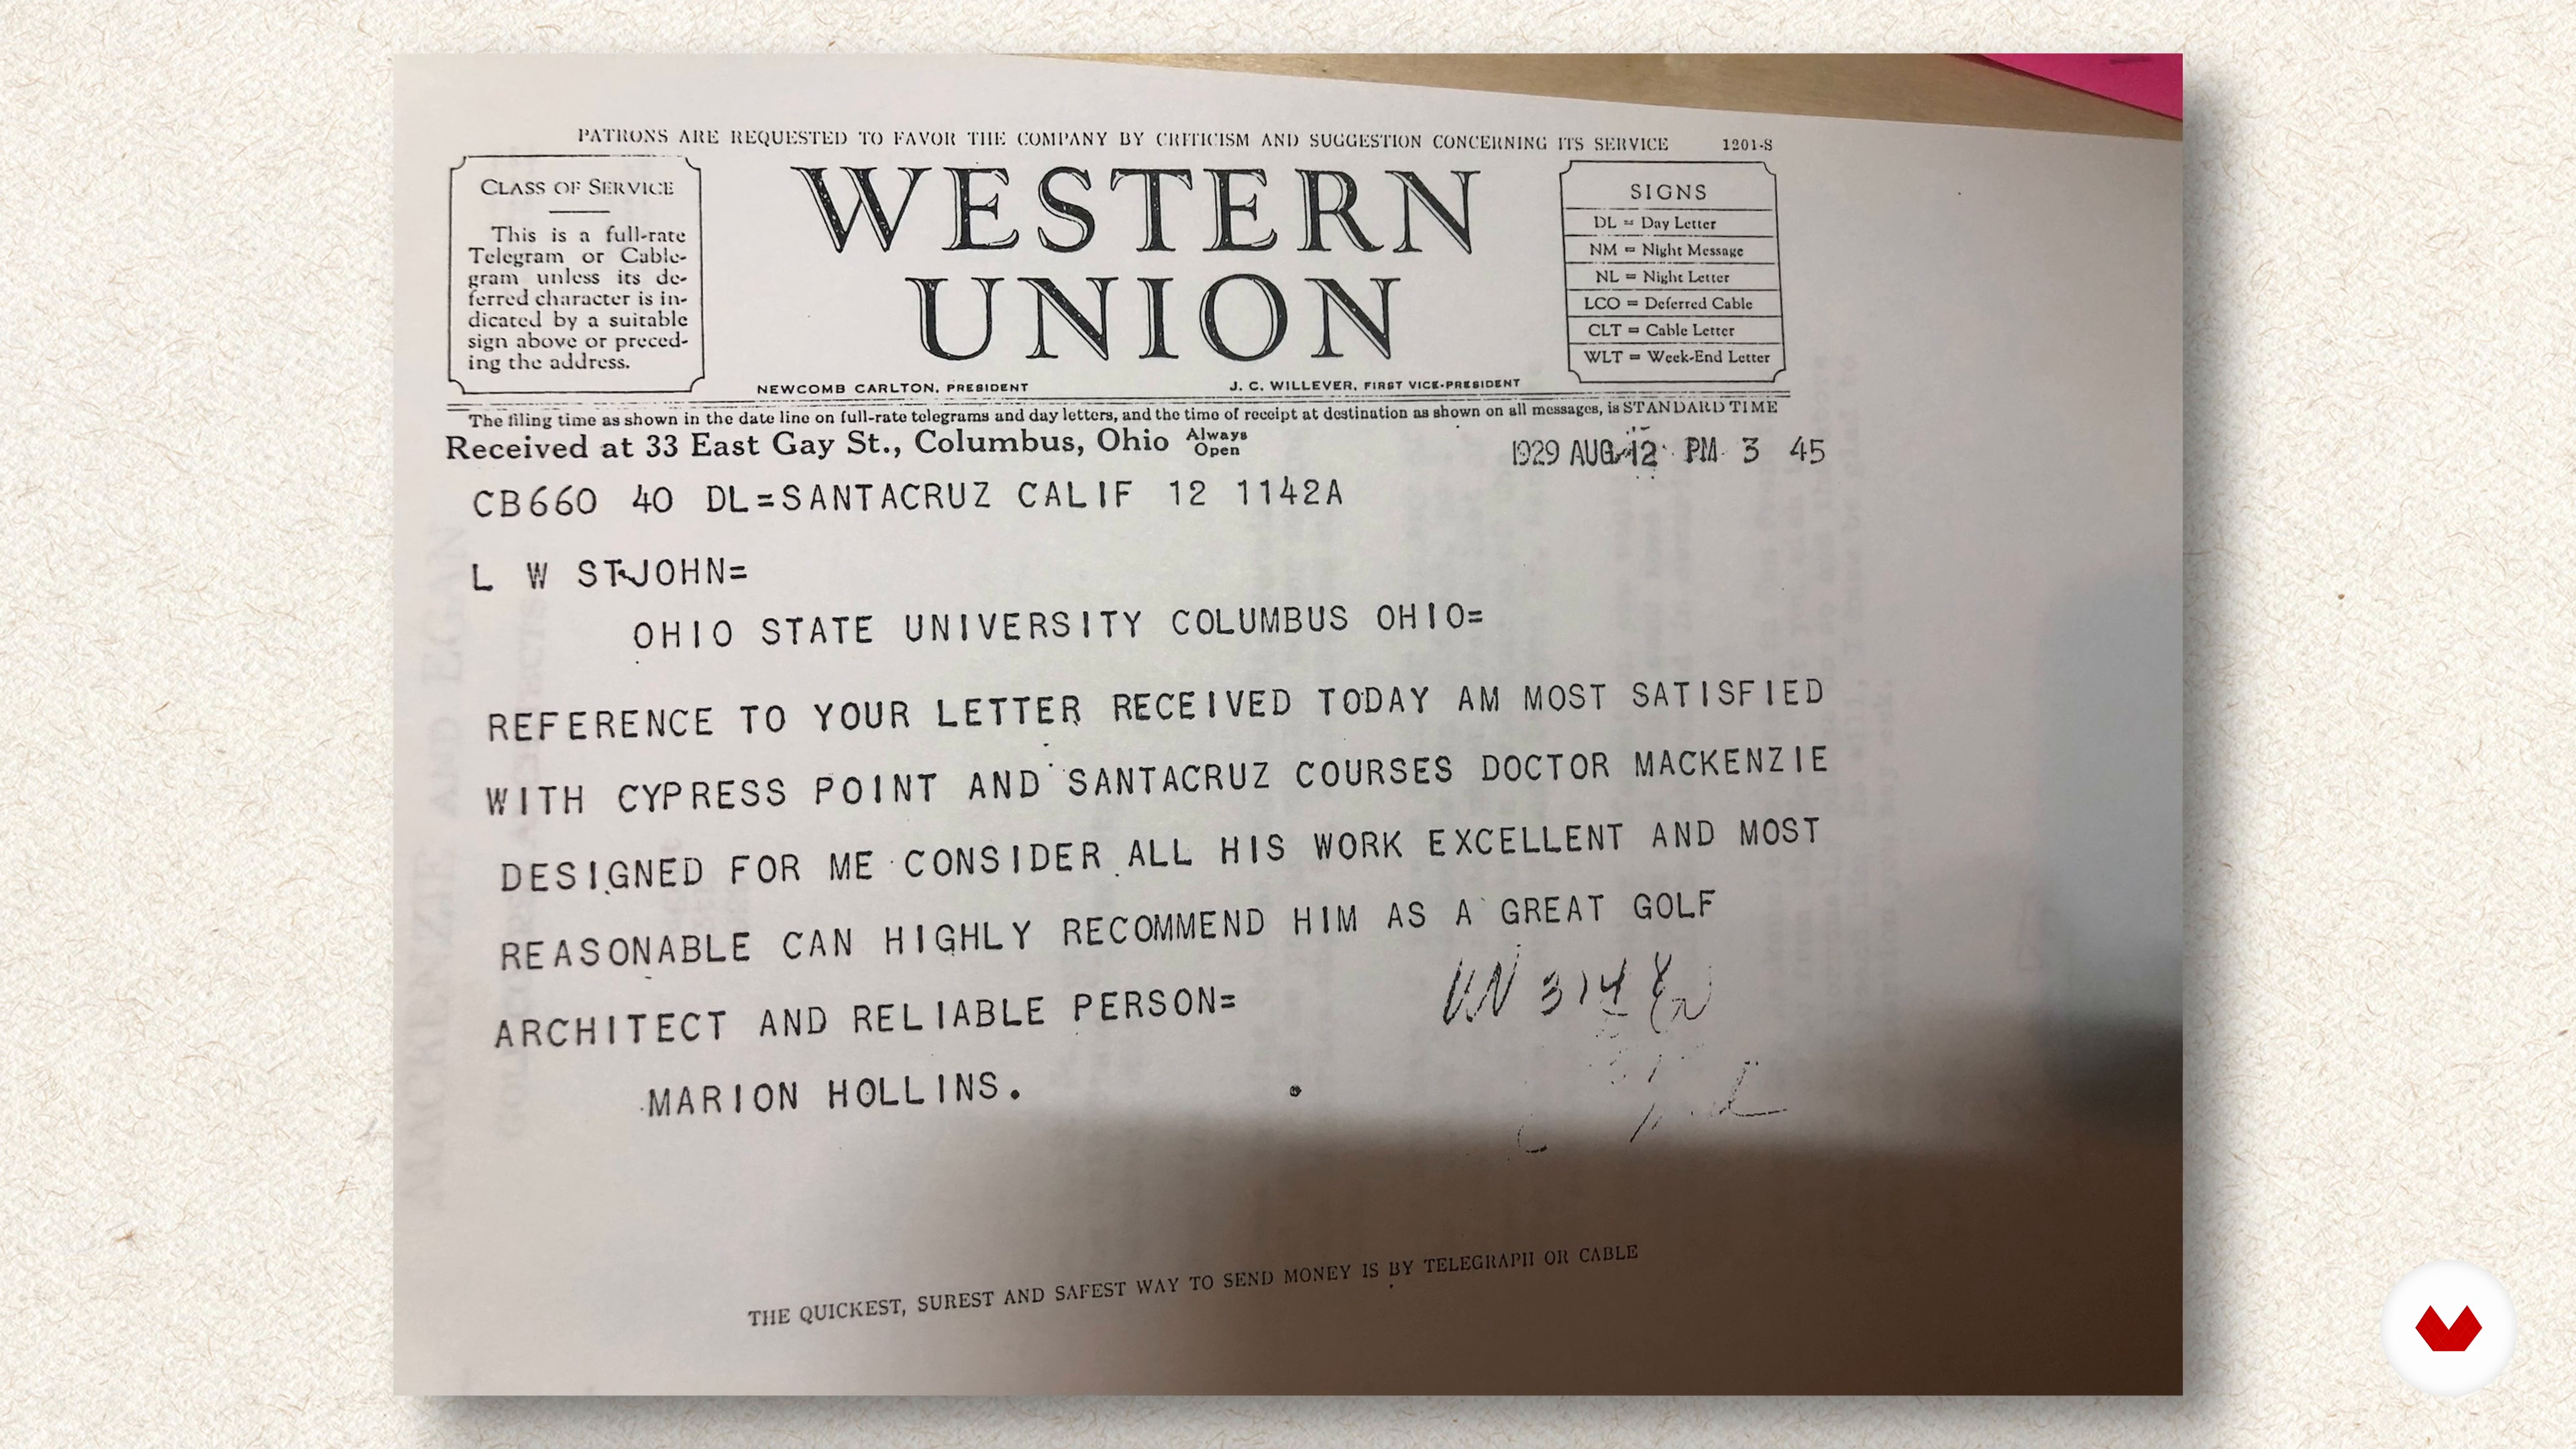 PATRONS ARE REQUESTED TO FAVOR THE COMPANY BY CRITICISM AND SUGGESTION CONCERNING ITS SERVICE 1201-S
CLASS OF SERVICE
This is a full-rate
Telegram or Cable-
gram unless its de-
ferred character is in-
dicated by a suitable
sign above or preced-
ing the address.
WESTERN
UNION
NEWCOMB CARLTON, PRESIDENT
J. C. WILLEVER, FIRST VICE-PRESIDENT
SIGNS
DL = Day Letter
NM = Night Message
NL = Night Letter
LCO = Deferred Cable
CLT = Cable Letter
WLT = Week-End Letter
The filing time as shown in the date line on full-rate telegrams and day letters, and the time of receipt at destination as shown on all messages, is STANDARD TIME
Received at 33 East Gay St., Columbus, Ohio Always Open
1929 AUG 12 PM 3 45
CB660 40 DL=SANTACRUZ CALIF 12 1142A
L W ST JOHN=
OHIO STATE UNIVERSITY COLUMBUS OHIO=
REFERENCE TO YOUR LETTER RECEIVED TODAY AM MOST SATISFIED
WITH CYPRESS POINT AND SANTACRUZ COURSES DOCTOR MACKENZIE
DESIGNED FOR ME CONSIDER ALL HIS WORK EXCELLENT AND MOST
REASONABLE CAN HIGHLY RECOMMEND HIM AS A GREAT GOLF
ARCHITECT AND RELIABLE PERSON=
MARION HOLLINS.
THE QUICKEST, SUREST AND SAFEST WAY TO SEND MONEY IS BY TELEGRAPH OR CABLE